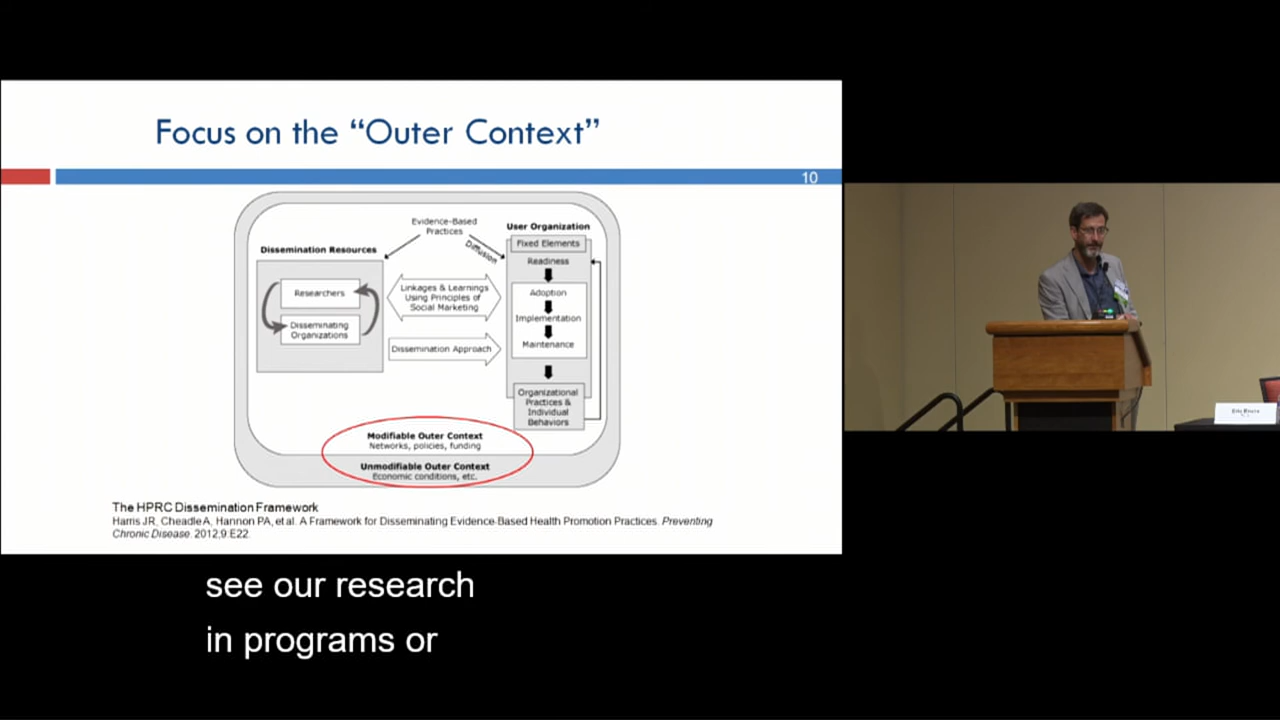 Focus on the “Outer Context”
10
Evidence-Based
Practices
Diffusion
User Organization
Fixed Elements
Readiness
Adoption
Implementation
Maintenance
Organizational
Practices &
Individual
Behaviors
Dissemination Resources
Researchers
Disseminating
Organizations
Linkages & Learnings
Using Principles of
Social Marketing
Dissemination Approach
Modifiable Outer Context
Networks, policies, funding
Unmodifiable Outer Context
Economic conditions, etc.
The HPRC Dissemination Framework
Harris JR, Cheadle A, Hannon PA, et al. A Framework for Disseminating Evidence-Based Health Promotion Practices. Preventing
Chronic Disease. 2012;9:E22.
see our research
in programs or